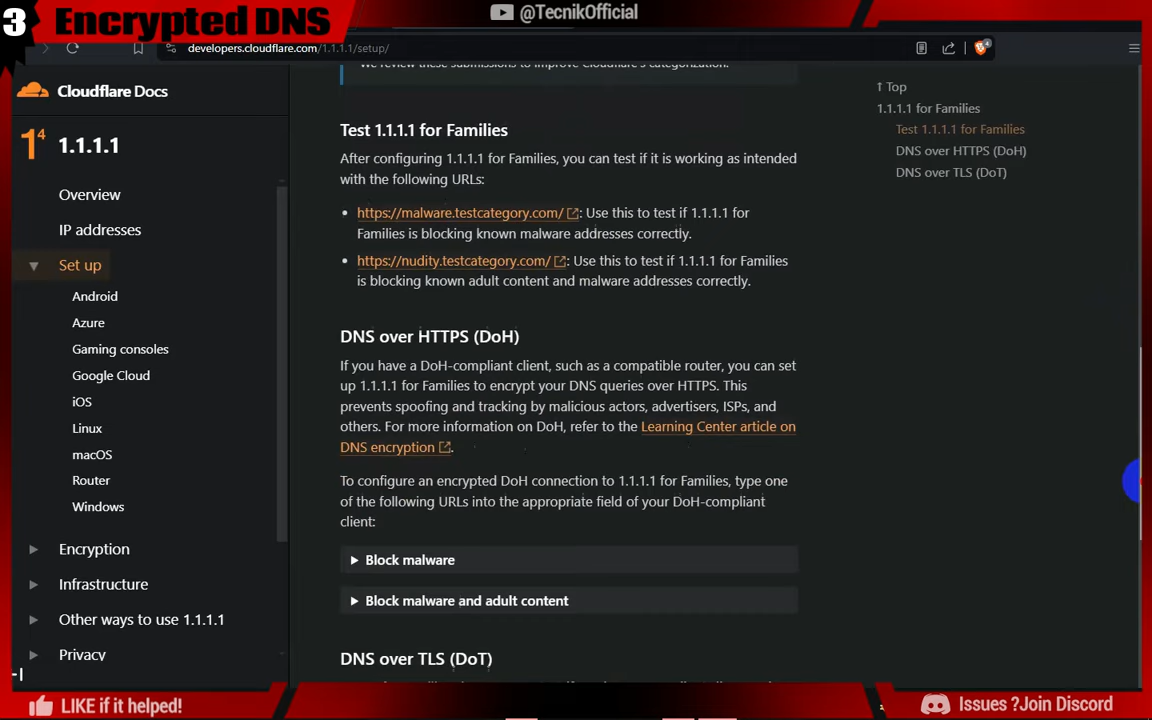 3 Encrypted DNS
@TecnikOfficial
developers.cloudflare.com/1.1.1.1/setup/
4
Cloudflare Docs
1⁴ 1.1.1.1
Overview
IP addresses
Set up
Android
Azure
Gaming consoles
Google Cloud
iOS
Linux
macOS
Router
Windows
Encryption
Infrastructure
Other ways to use 1.1.1.1
Privacy
We review these submissions to improve Cloudflare's categorization.
Test 1.1.1.1 for Families
After configuring 1.1.1.1 for Families, you can test if it is working as intended
with the following URLs:
• https://malware.testcategory.com/ : Use this to test if 1.1.1.1 for
Families is blocking known malware addresses correctly.
• https://nudity.testcategory.com/ : Use this to test if 1.1.1.1 for Families
is blocking known adult content and malware addresses correctly.
DNS over HTTPS (DoH)
If you have a DoH-compliant client, such as a compatible router, you can set
up 1.1.1.1 for Families to encrypt your DNS queries over HTTPS. This
prevents spoofing and tracking by malicious actors, advertisers, ISPs, and
others. For more information on DoH, refer to the Learning Center article on
DNS encryption .
To configure an encrypted DoH connection to 1.1.1.1 for Families, type one
of the following URLs into the appropriate field of your DoH-compliant
client:
Block malware
Block malware and adult content
DNS over TLS (DoT)
↑ Top
1.1.1.1 for Families
Test 1.1.1.1 for Families
DNS over HTTPS (DoH)
DNS over TLS (DoT)
LIKE if it helped!
Issues ?Join Discord